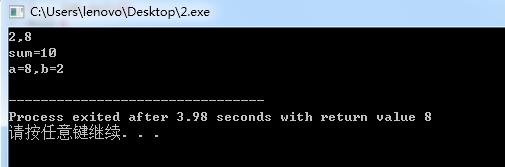 C:\Users\lenovo\Desktop\2.exe
2,8
sum=10
a=8,b=2
--------------------------------
Process exited after 3.98 seconds with return value 8
请按任意键继续. . .